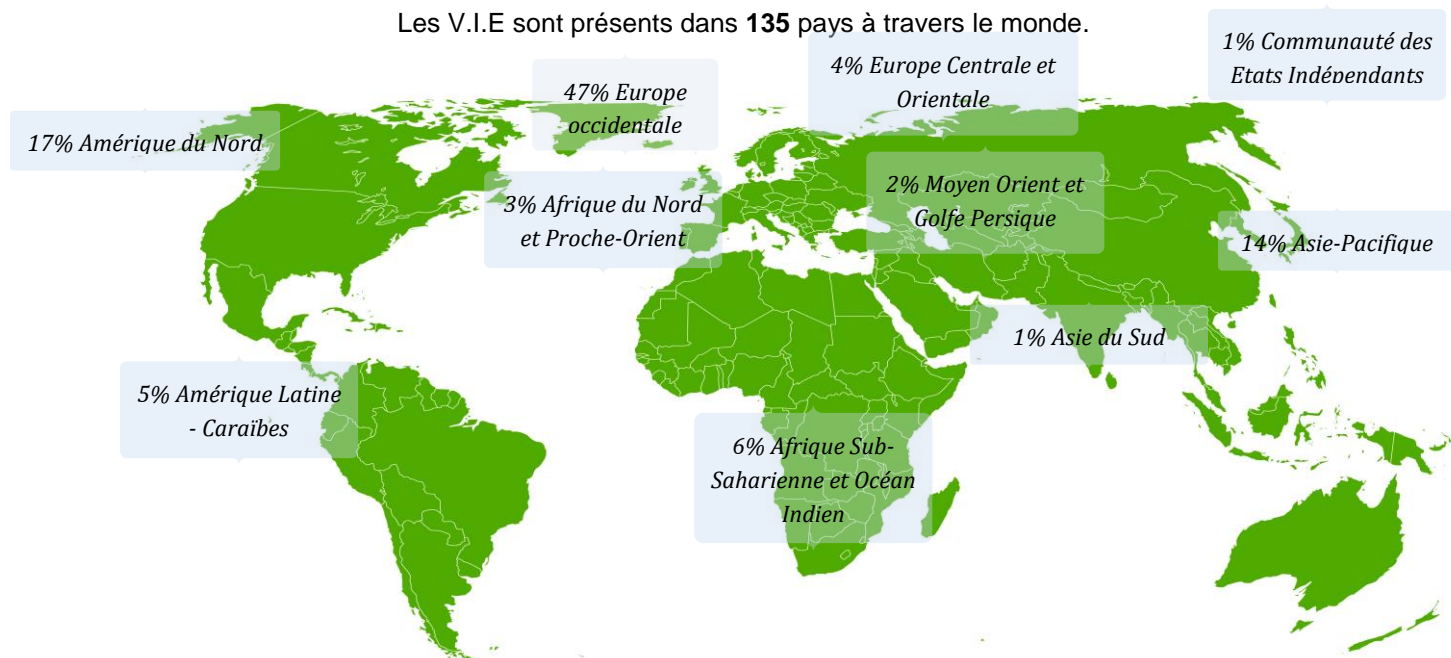 Les V.I.E sont présents dans 135 pays à travers le monde.
1% Communauté des
Etats Indépendants
4% Europe Centrale et
Orientale
47% Europe
occidentale
17% Amérique du Nord
3% Afrique du Nord
et Proche-Orient
2% Moyen Orient et
Golfe Persique
14% Asie-Pacifique
1% Asie du Sud
5% Amérique Latine
- Caraïbes
6% Afrique Sub-
Saharienne et Océan
Indien